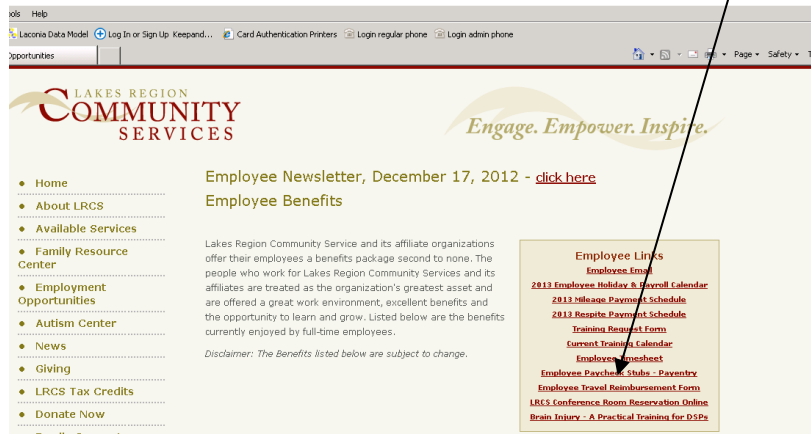 ools Help
Laconia Data Model Log In or Sign Up Keepand... Card Authentication Printers Login regular phone Login admin phone
Opportunities
Page Safety T
LAKES REGION
COMMUNITY
SERVICES
Engage. Empower. Inspire.
Employee Newsletter, December 17, 2012 - click here
Employee Benefits
Home
About LRCS
Available Services
Family Resource
Center
Employment
Opportunities
Autism Center
News
Giving
LRCS Tax Credits
Donate Now
Lakes Region Community Service and its affiliate organizations
offer their employees a benefits package second to none. The
people who work for Lakes Region Community Services and its
affiliates are treated as the organization's greatest asset and
are offered a great work environment, excellent benefits and
the opportunity to learn and grow. Listed below are the benefits
currently enjoyed by full-time employees.
Disclaimer: The Benefits listed below are subject to change.
Employee Links
Employee Email
2013 Employee Holiday & Payroll Calendar
2013 Mileage Payment Schedule
2013 Respite Payment Schedule
Training Request Form
Current Training Calendar
Employee Timesheet
Employee Paycheck Stubs - Payentry
Employee Travel Reimbursement Form
LRCS Conference Room Reservation Online
Brain Injury - A Practical Training for DSPs